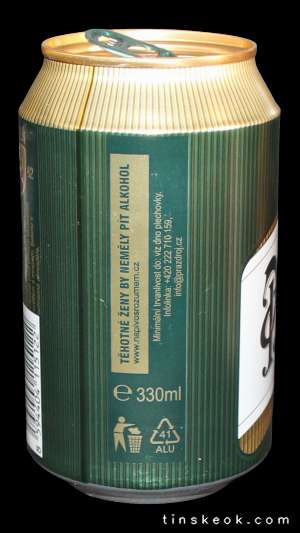 TĚHOTNÉ ŽENY BY NEMĚLY PÍT ALKOHOL
www.napivosrozumem.cz
Minimální trvanlivost do: viz dno plechovky.
Infolinka: +420 222 710 159,
info@prazdroj.cz
℮ 330ml
41
ALU
tinskeok.com